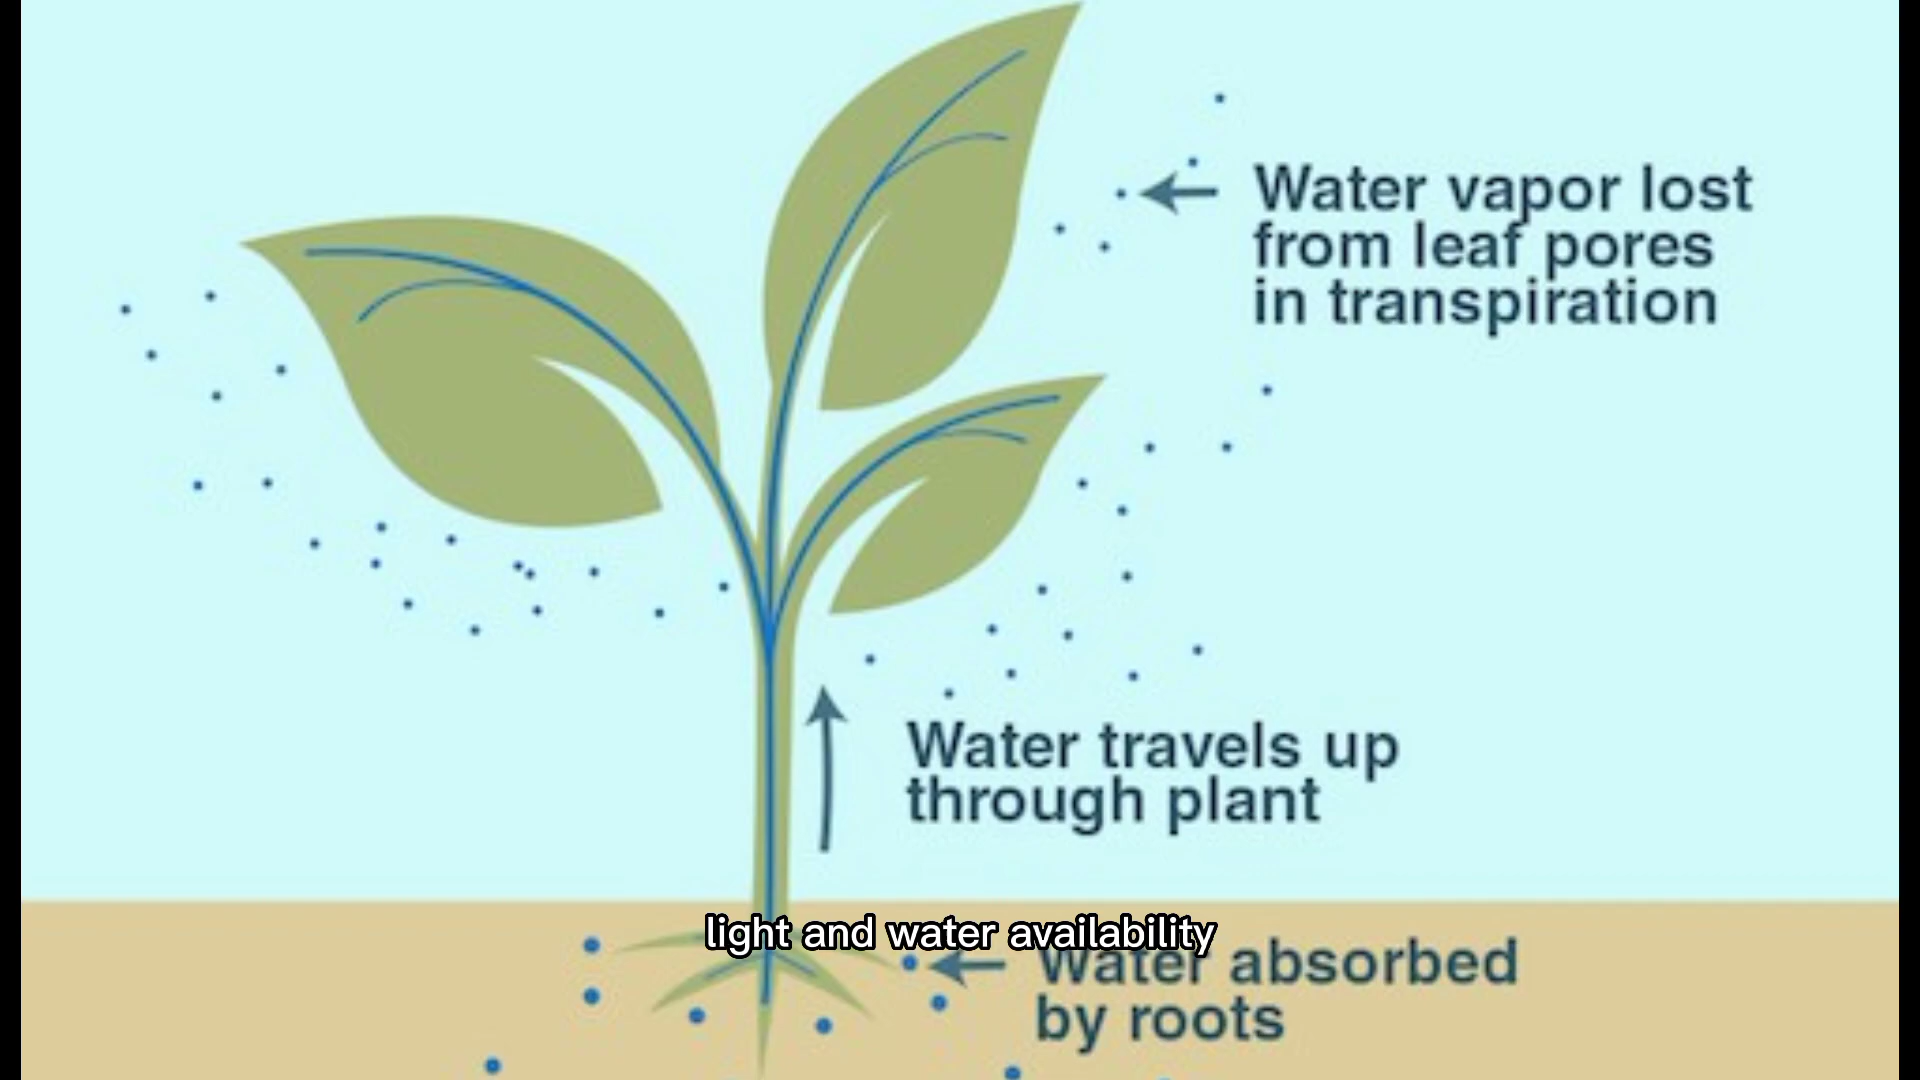 Water vapor lost
from leaf pores
in transpiration
Water travels up
through plant
light and water availability
Water absorbed
by roots